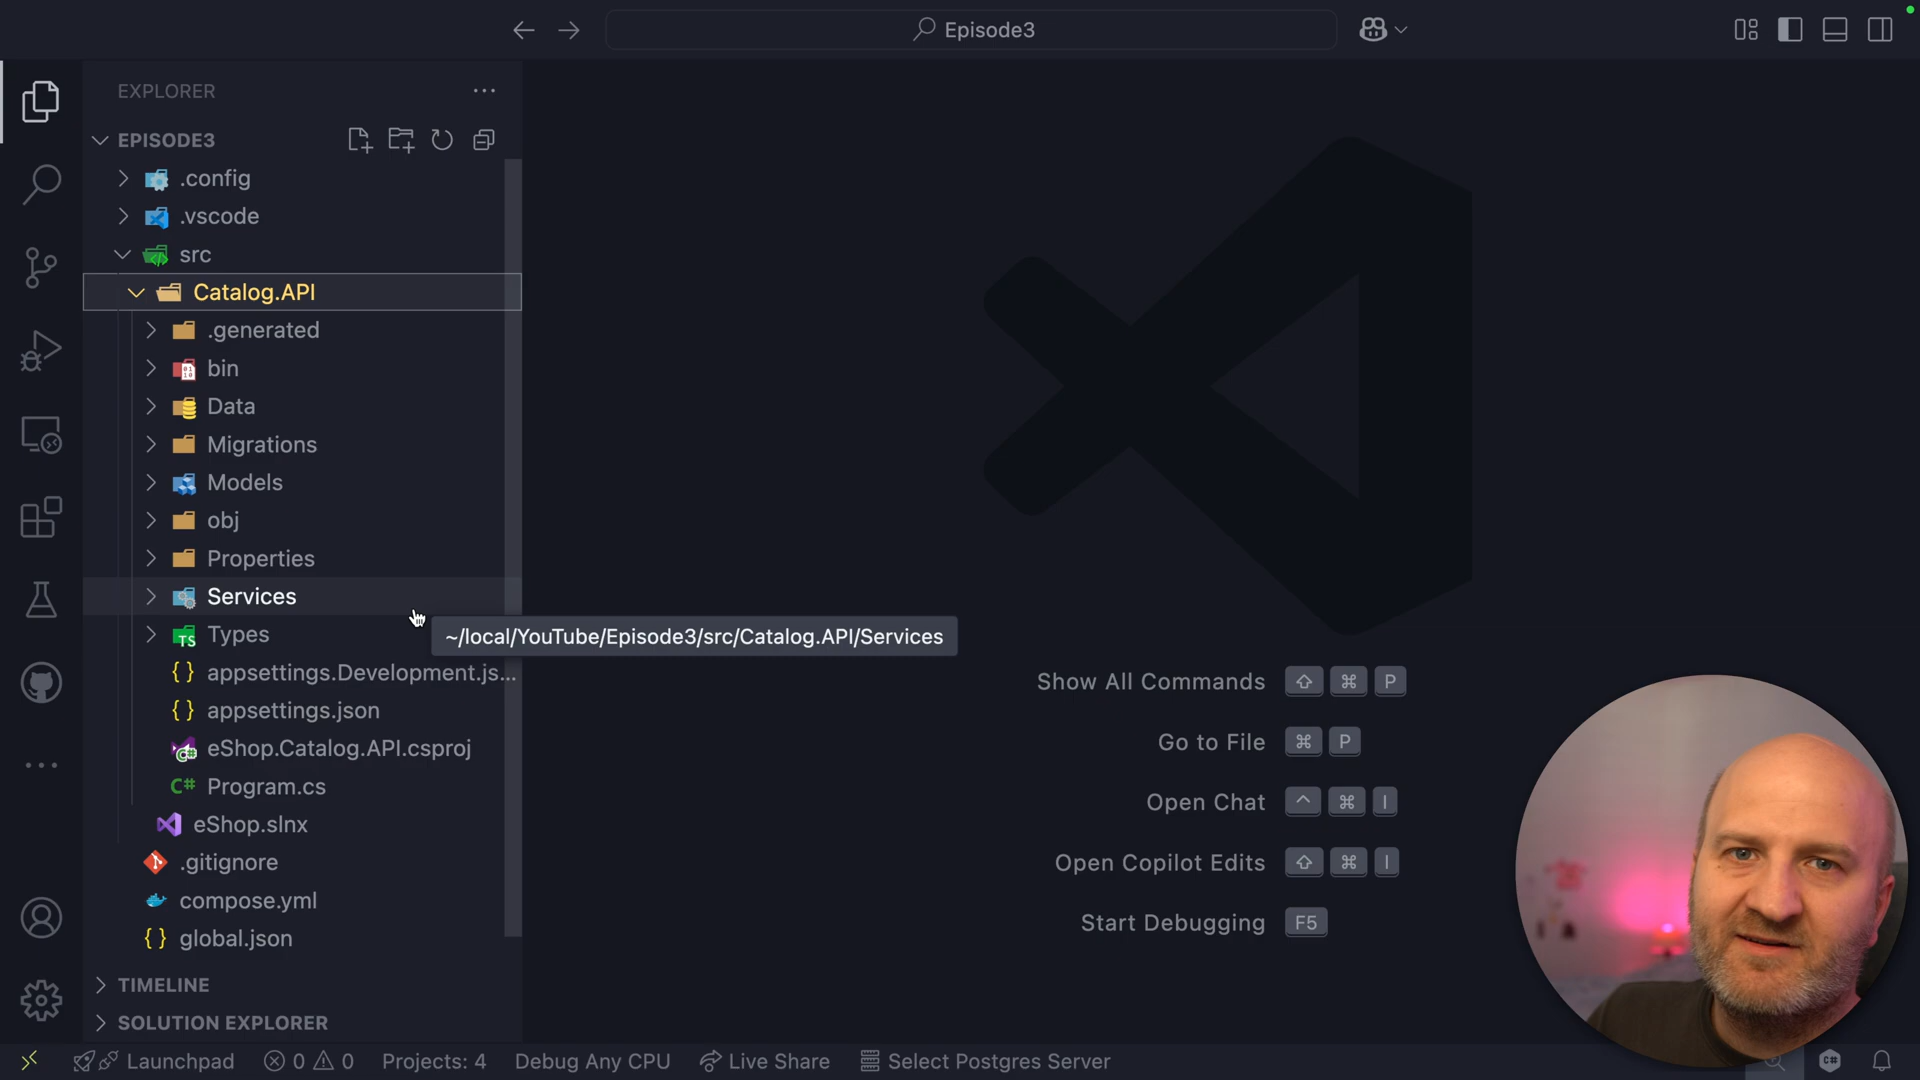 Episode3
EXPLORER
EPISODE3
.config
.vscode
src
Catalog.API
.generated
bin
Data
Migrations
Models
obj
Properties
Services
~/local/YouTube/Episode3/src/Catalog.API/Services
Types
appsettings.Development.js...
appsettings.json
eShop.Catalog.API.csproj
Program.cs
eShop.slnx
.gitignore
compose.yml
global.json
TIMELINE
SOLUTION EXPLORER
Show All Commands ⇧ ⌘ P
Go to File ⌘ P
Open Chat ^ ⌘ I
Open Copilot Edits ⇧ ⌘ I
Start Debugging F5
Launchpad 0 0 Projects: 4 Debug Any CPU Live Share Select Postgres Server